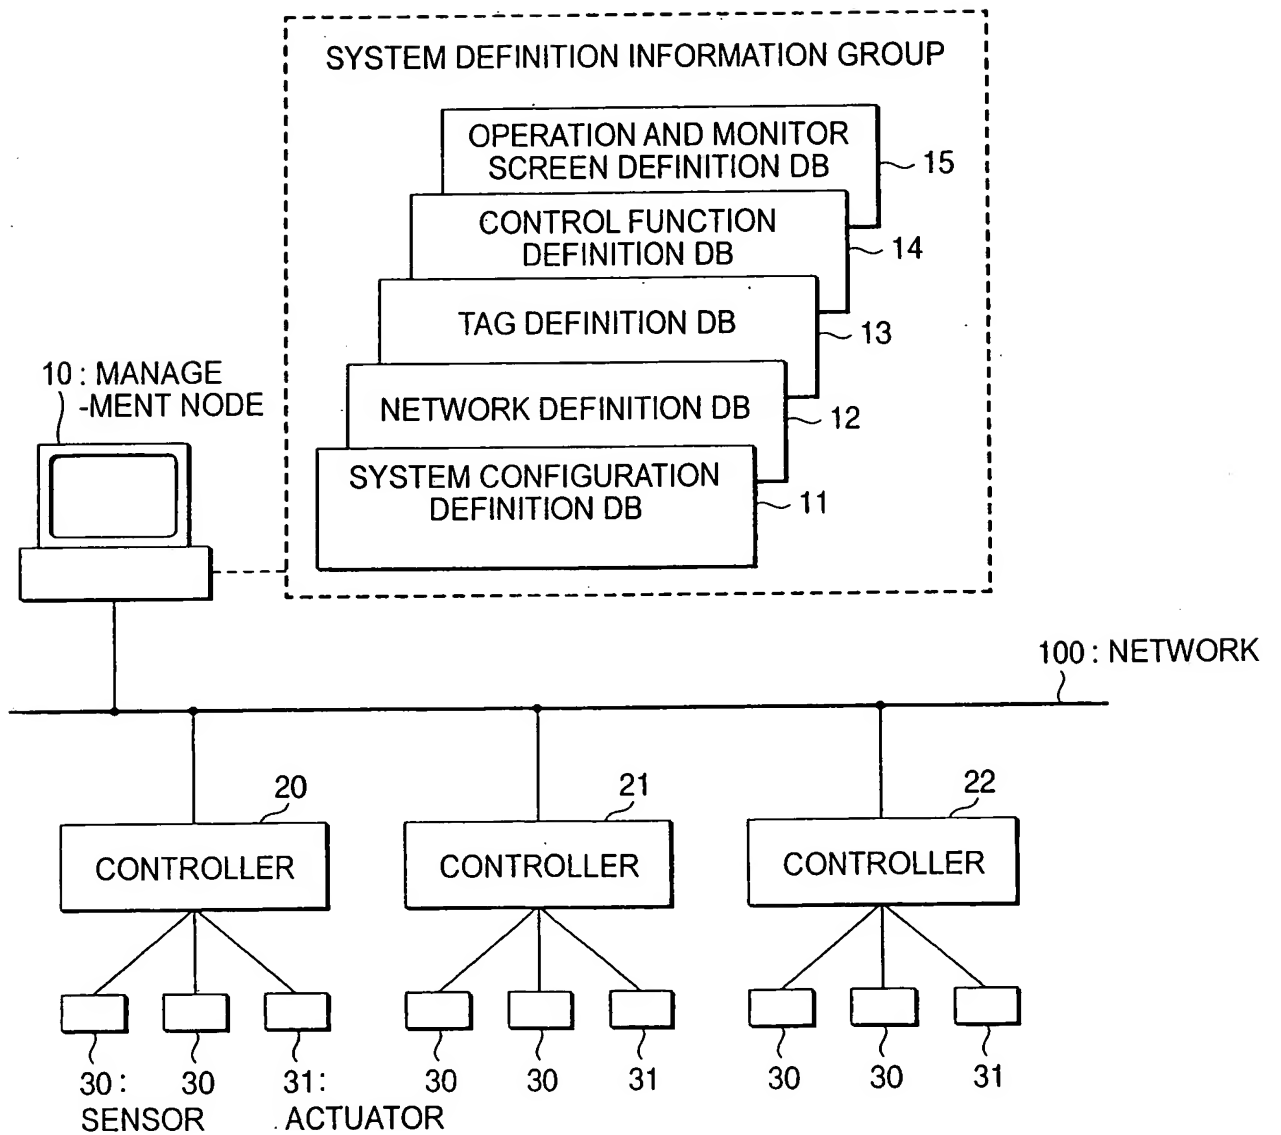 SYSTEM DEFINITION INFORMATION GROUP
OPERATION AND MONITOR
SCREEN DEFINITION DB
15
CONTROL FUNCTION
DEFINITION DB
14
TAG DEFINITION DB
13
NETWORK DEFINITION DB
12
SYSTEM CONFIGURATION
DEFINITION DB
11
10 : MANAGE
-MENT NODE
100 : NETWORK
20
21
22
CONTROLLER
CONTROLLER
CONTROLLER
30 :
SENSOR
30
31 :
ACTUATOR
30
30
31
30
30
31